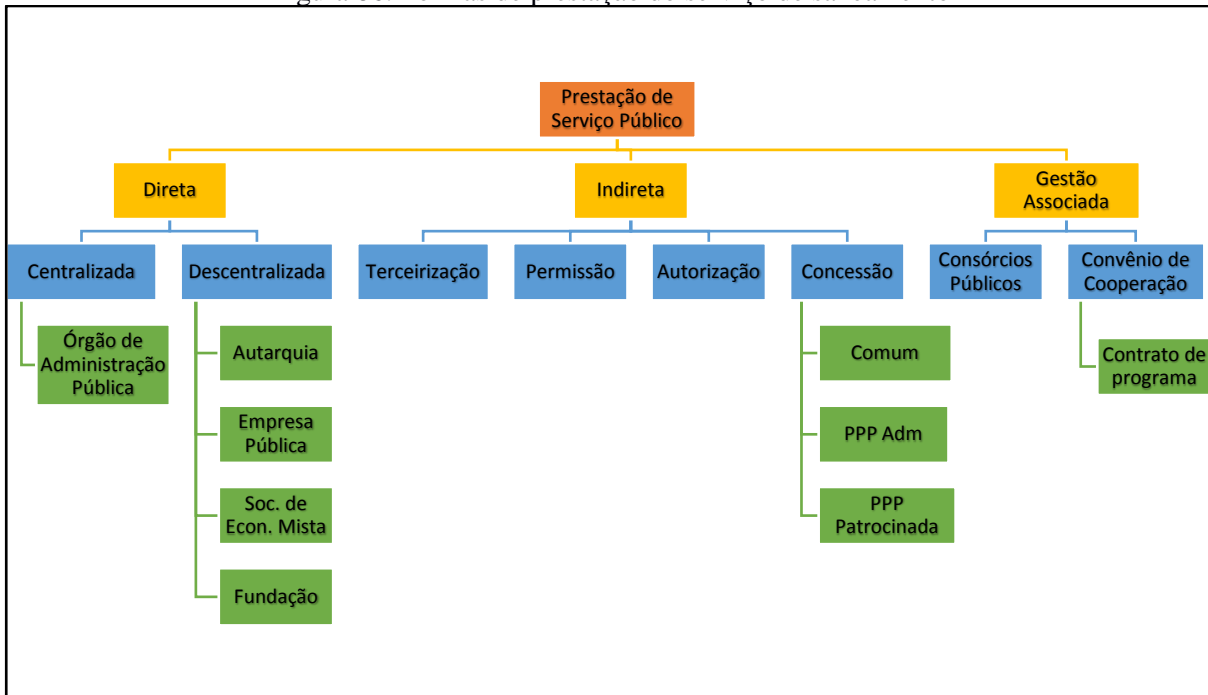 Prestação de
Serviço Público
Direta
Indireta
Gestão
Associada
Centralizada
Descentralizada
Terceirização
Permissão
Autorização
Concessão
Consórcios
Públicos
Convênio de
Cooperação
Órgão de
Administração
Pública
Autarquia
Empresa
Pública
Soc. de
Econ. Mista
Fundação
Comum
PPP Adm
PPP
Patrocinada
Contrato de
programa